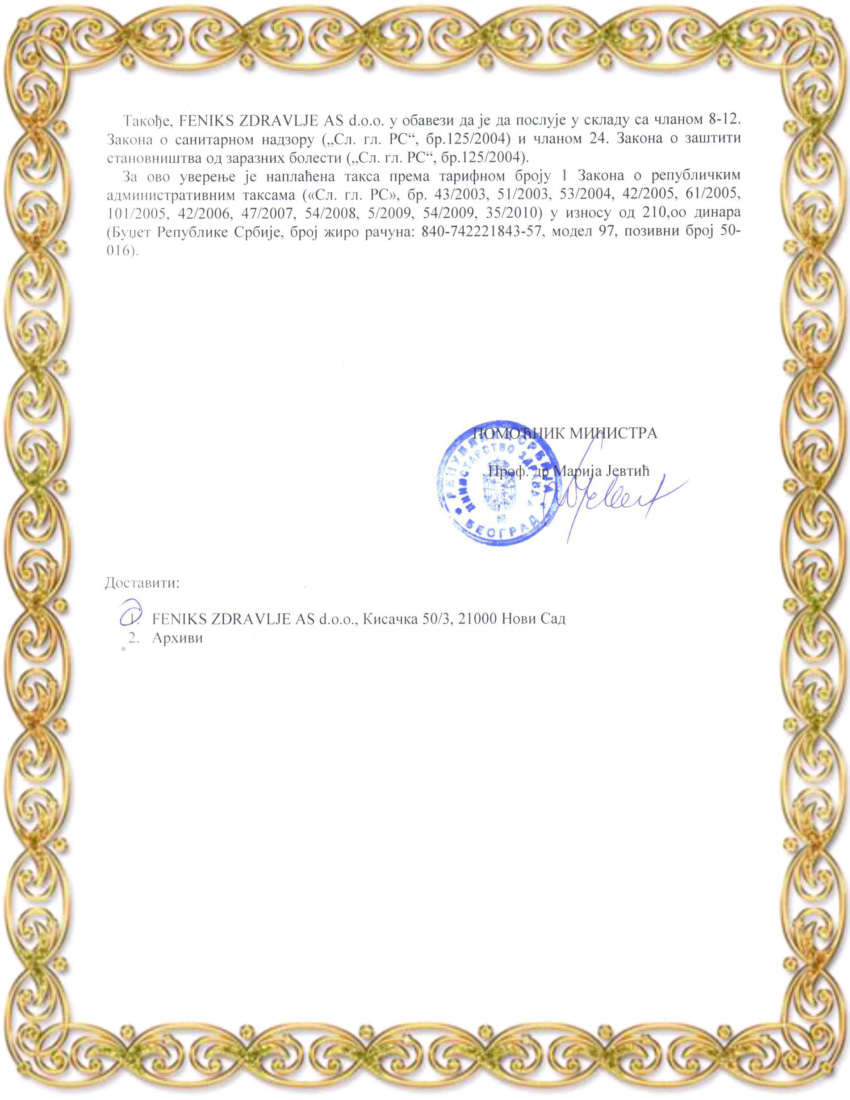 Такође, FENIKS ZDRAVLJE AS d.o.o. у обавези да је да послује у складу са чланом 8-12.
Закона о санитарном надзору („Сл. гл. РС“, бр.125/2004) и чланом 24. Закона о заштити
становништва од заразних болести („Сл. гл. РС“, бр.125/2004).
За ово уверење је наплаћена такса према тарифном броју 1 Закона о републичким
административним таксама («Сл. гл. РС», бр. 43/2003, 51/2003, 53/2004, 42/2005, 61/2005,
101/2005, 42/2006, 47/2007, 54/2008, 5/2009, 54/2009, 35/2010) у износу од 210,оо динара
(Буџет Републике Србије, број жиро рачуна: 840-742221843-57, модел 97, позивни број 50-
016).
ПОМОЋНИК МИНИСТРА
Проф. др Марија Јевтић
РЕПУБЛИКА СРБИЈА
МИНИСТАРСТВО ЗДРАВЉА
БЕОГРАД
Доставити:
1. FENIKS ZDRAVLJE AS d.o.o., Кисачка 50/3, 21000 Нови Сад
2. Архиви